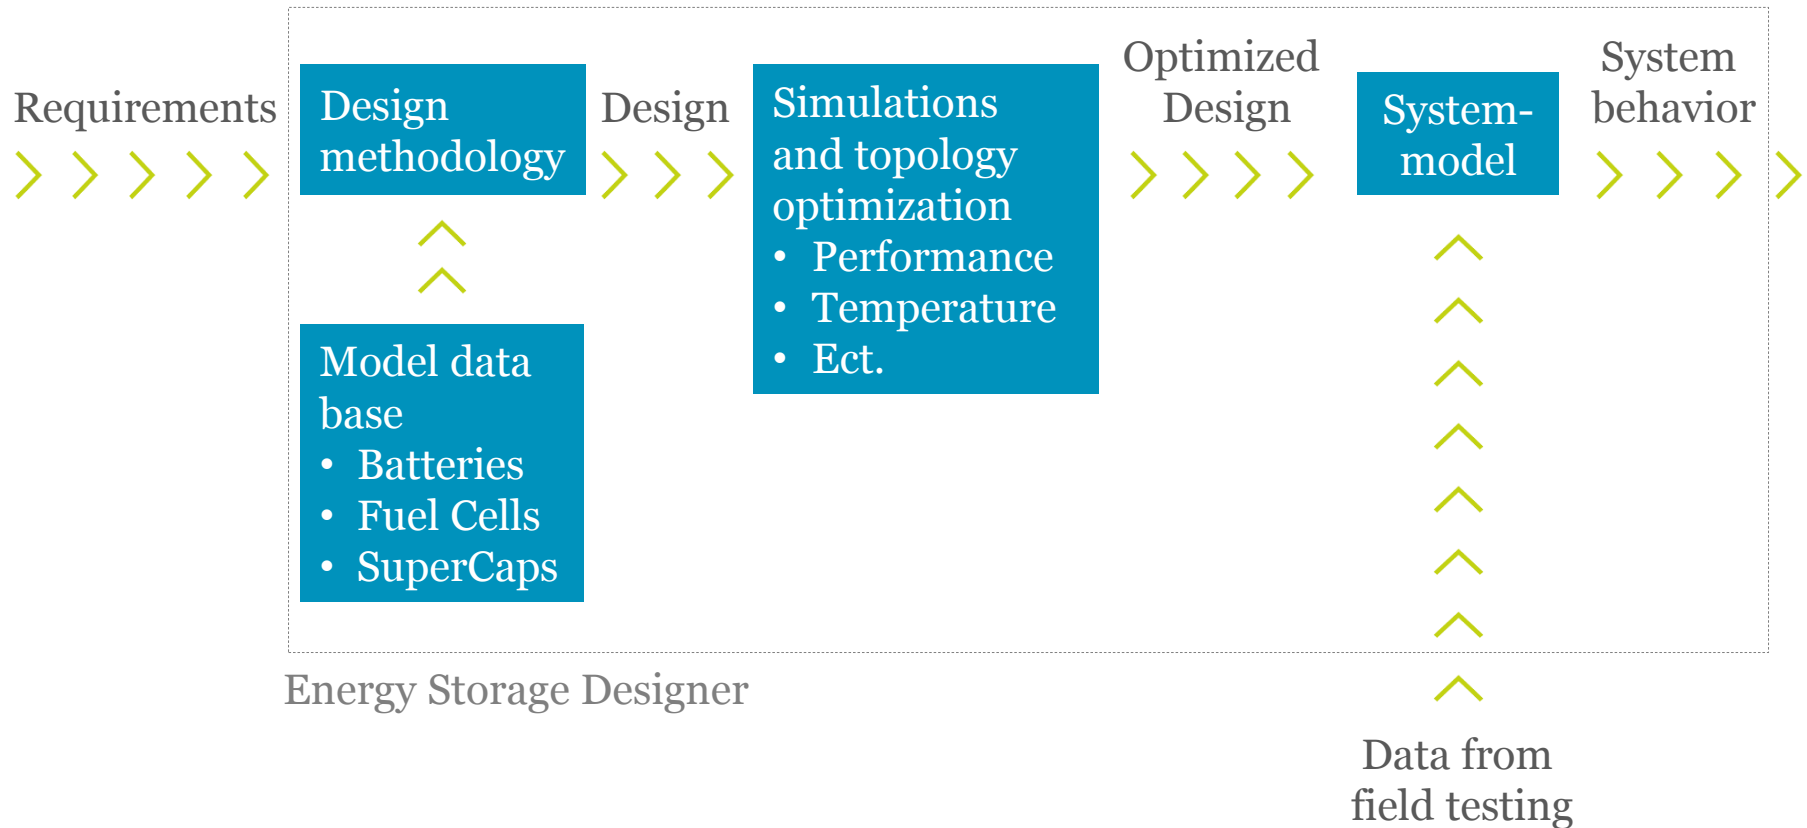 Requirements
Design
methodology
Design
Simulations
and topology
optimization
• Performance
• Temperature
• Ect.
Optimized
Design
System-
model
System
behavior
Model data
base
• Batteries
• Fuel Cells
• SuperCaps
Energy Storage Designer
Data from
field testing